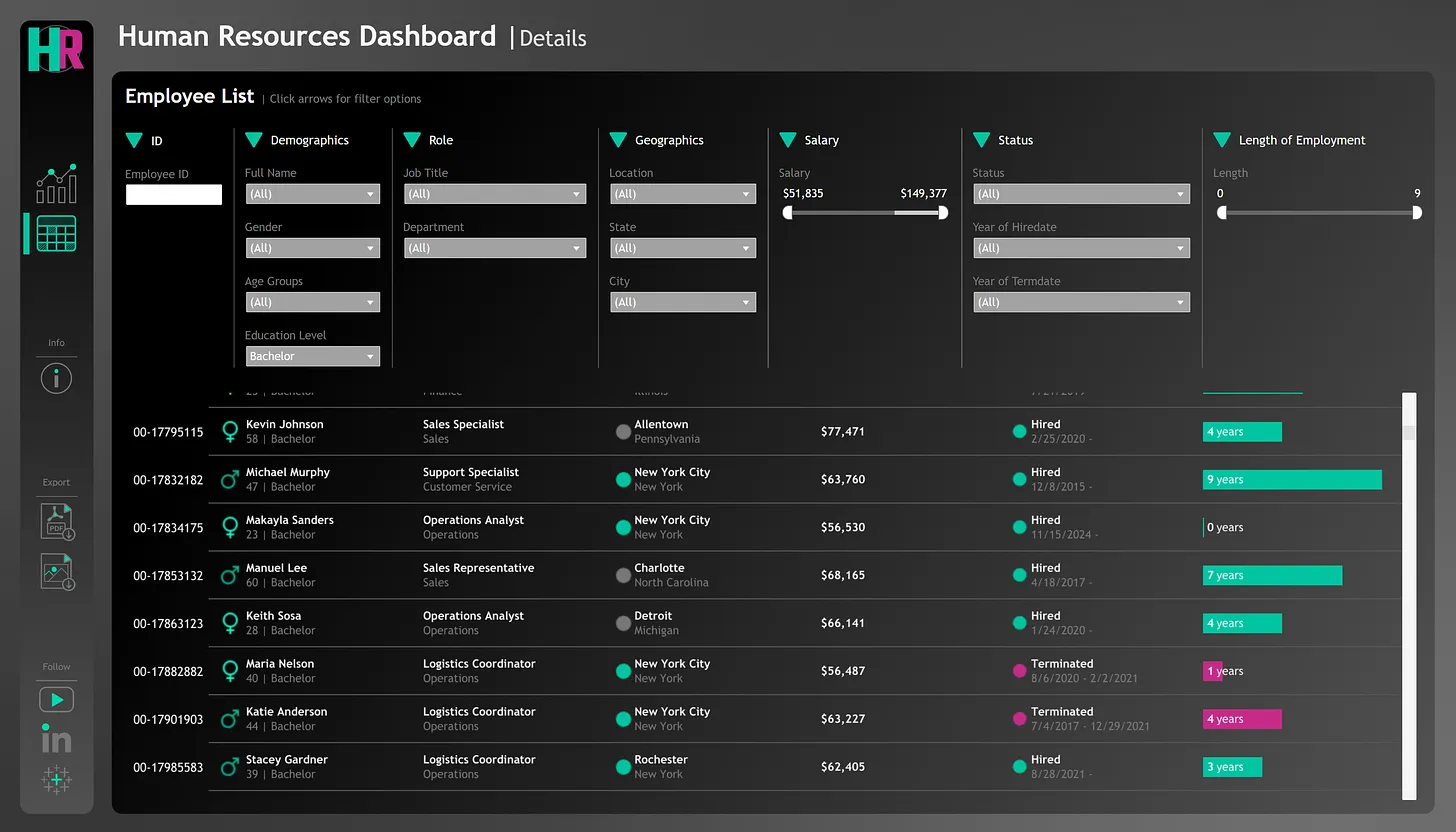 HR
Human Resources Dashboard | Details
Employee List | Click arrows for filter options
ID
Employee ID
Demographics
Full Name
(All)
Gender
(All)
Age Groups
(All)
Education Level
Bachelor
Role
Job Title
(All)
Department
(All)
Geographics
Location
(All)
State
(All)
City
(All)
Salary
Salary
$51,835 $149,377
Status
Status
(All)
Year of Hiredate
(All)
Year of Termdate
(All)
Length of Employment
Length
0 9
Info
Export
PDF
Follow
in
00-17795115 Kevin Johnson Sales Specialist Allentown $77,471 Hired 4 years
58 | Bachelor Sales Pennsylvania 2/25/2020 -
00-17832182 Michael Murphy Support Specialist New York City $63,760 Hired 9 years
47 | Bachelor Customer Service New York 12/8/2015 -
00-17834175 Makayla Sanders Operations Analyst New York City $56,530 Hired 0 years
23 | Bachelor Operations New York 11/15/2024 -
00-17853132 Manuel Lee Sales Representative Charlotte $68,165 Hired 7 years
60 | Bachelor Sales North Carolina 4/18/2017 -
00-17863123 Keith Sosa Operations Analyst Detroit $66,141 Hired 4 years
28 | Bachelor Operations Michigan 1/24/2020 -
00-17882882 Maria Nelson Logistics Coordinator New York City $56,487 Terminated 1 years
40 | Bachelor Operations New York 8/6/2020 - 2/2/2021
00-17901903 Katie Anderson Logistics Coordinator New York City $63,227 Terminated 4 years
44 | Bachelor Operations New York 7/4/2017 - 12/29/2021
00-17985583 Stacey Gardner Logistics Coordinator Rochester $62,405 Hired 3 years
39 | Bachelor Operations New York 8/28/2021 -